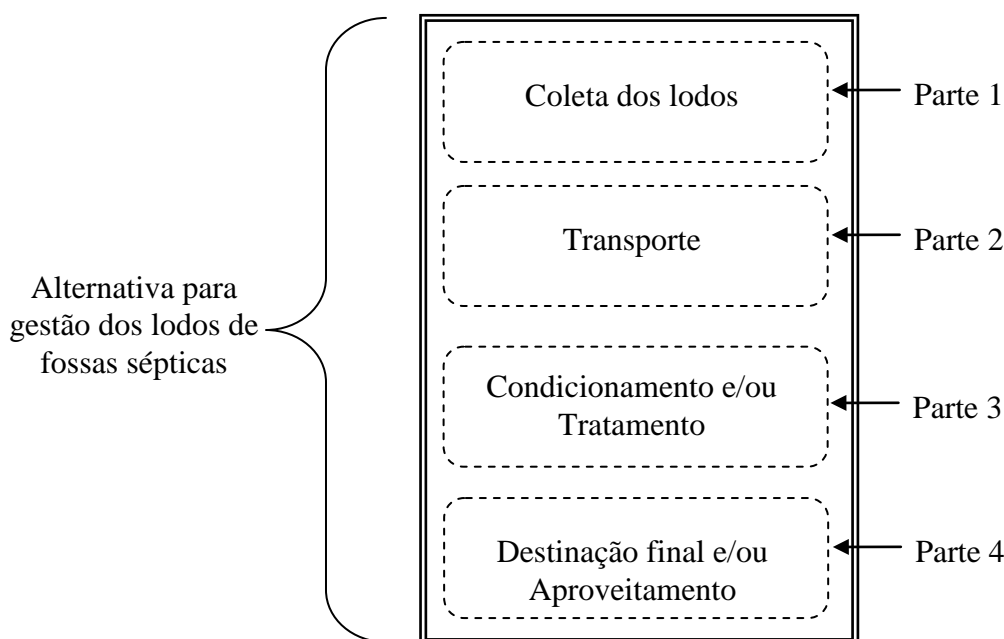 Coleta dos lodos
Parte 1
Transporte
Parte 2
Alternativa para
gestão dos lodos de
fossas sépticas
Condicionamento e/ou
Tratamento
Parte 3
Destinação final e/ou
Aproveitamento
Parte 4